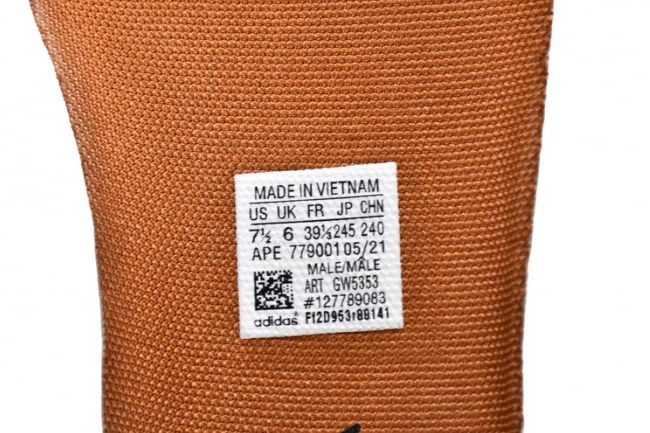 MADE IN VIETNAM
US UK FR JP CHN
7½ 6 39⅓ 245 240
APE 779001 05/21
MALE/MÂLE
ART GW5353
#127789083
adidas® F12D953r80141